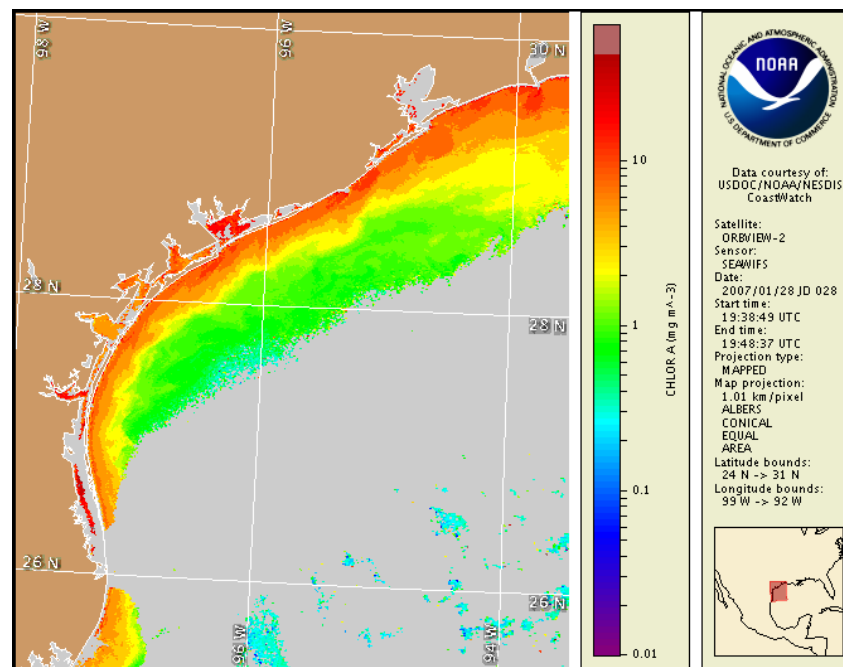 98 W
96 W
30 N
28 N
28 N
26 N
26 N
96 W
94 W
10
1
0.1
0.01
CHLOR A (mg m^-3)
NATIONAL OCEANIC AND ATMOSPHERIC ADMINISTRATION
NOAA
U.S. DEPARTMENT OF COMMERCE
Data courtesy of:
USDOC/NOAA/NESDIS
CoastWatch
Satellite:
ORBVIEW-2
Sensor:
SEAWIFS
Date:
2007/01/28 JD 028
Start time:
19:38:49 UTC
End time:
19:48:37 UTC
Projection type:
MAPPED
Map projection:
1.01 km/pixel
ALBERS
CONICAL
EQUAL
AREA
Latitude bounds:
24 N -> 31 N
Longitude bounds:
99 W -> 92 W